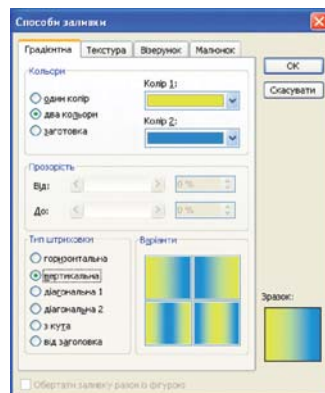 Способи заливки
Градієнтна Текстура Візерунок Малюнок
ОК
Скасувати
Кольори
один колір
два кольори
заготовка
Колір 1:
Колір 2:
Прозорість
Від: 0 %
До: 0 %
Тип штриховки
горизонтальна
вертикальна
діагональна 1
діагональна 2
з кута
від заголовка
Варіанти
Зразок:
Обертати заливку разом із фігурою